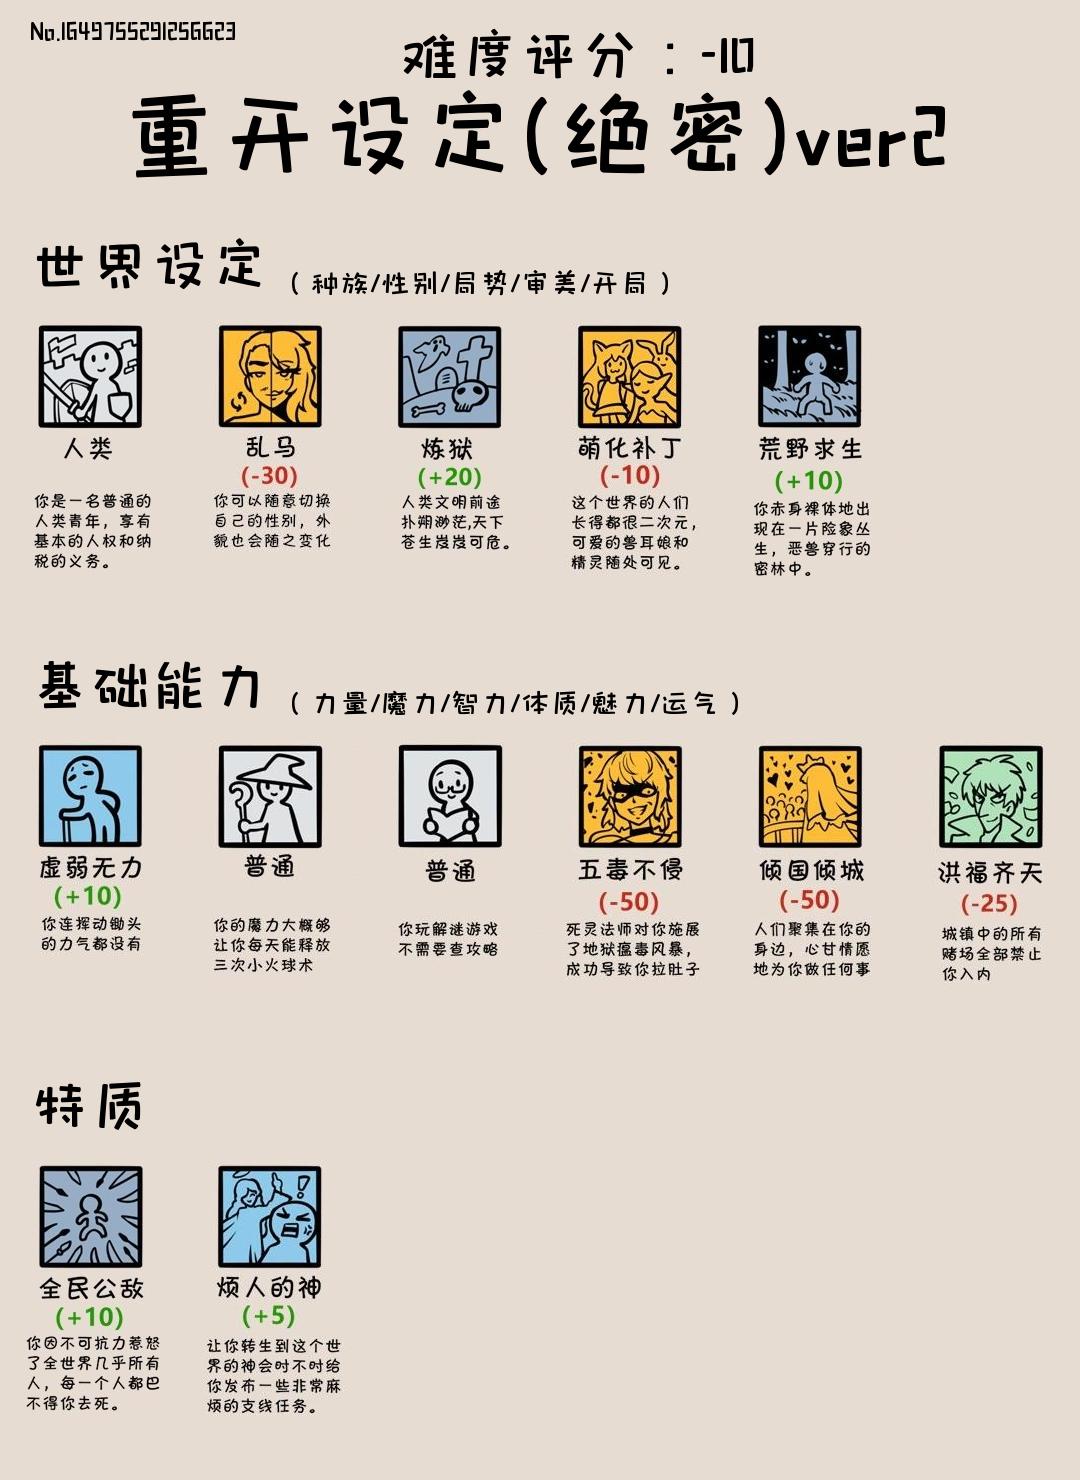 No.1649755291256623
难度评分：-10
重开设定(绝密)ver2
世界设定（种族/性别/局势/审美/开局）
人类
你是一名普通的
人类青年，享有
基本的人权和纳
税的义务。
乱马
(-30)
你可以随意切换
自己的性别，外
貌也会随之变化
炼狱
(+20)
人类文明前途
扑朔渺茫,天下
苍生岌岌可危。
萌化补丁
(-10)
这个世界的人们
长得都很二次元，
可爱的兽耳娘和
精灵随处可见。
荒野求生
(+10)
你赤身裸体地出
现在一片险象丛
生，恶兽穿行的
密林中。
基础能力（力量/魔力/智力/体质/魅力/运气）
虚弱无力
(+10)
你连挥动锄头
的力气都没有
普通
你的魔力大概够
让你每天能释放
三次小火球术
普通
你玩解谜游戏
不需要查攻略
五毒不侵
(-50)
死灵法师对你施展
了地狱瘟毒风暴，
成功导致你拉肚子
倾国倾城
(-50)
人们聚集在你的
身边，心甘情愿
地为你做任何事
洪福齐天
(-25)
城镇中的所有
赌场全部禁止
你入内
特质
全民公敌
(+10)
你因不可抗力惹怒
了全世界几乎所有
人，每一个人都巴
不得你去死。
烦人的神
(+5)
让你转生到这个世
界的神会时不时给
你发布一些非常麻
烦的支线任务。